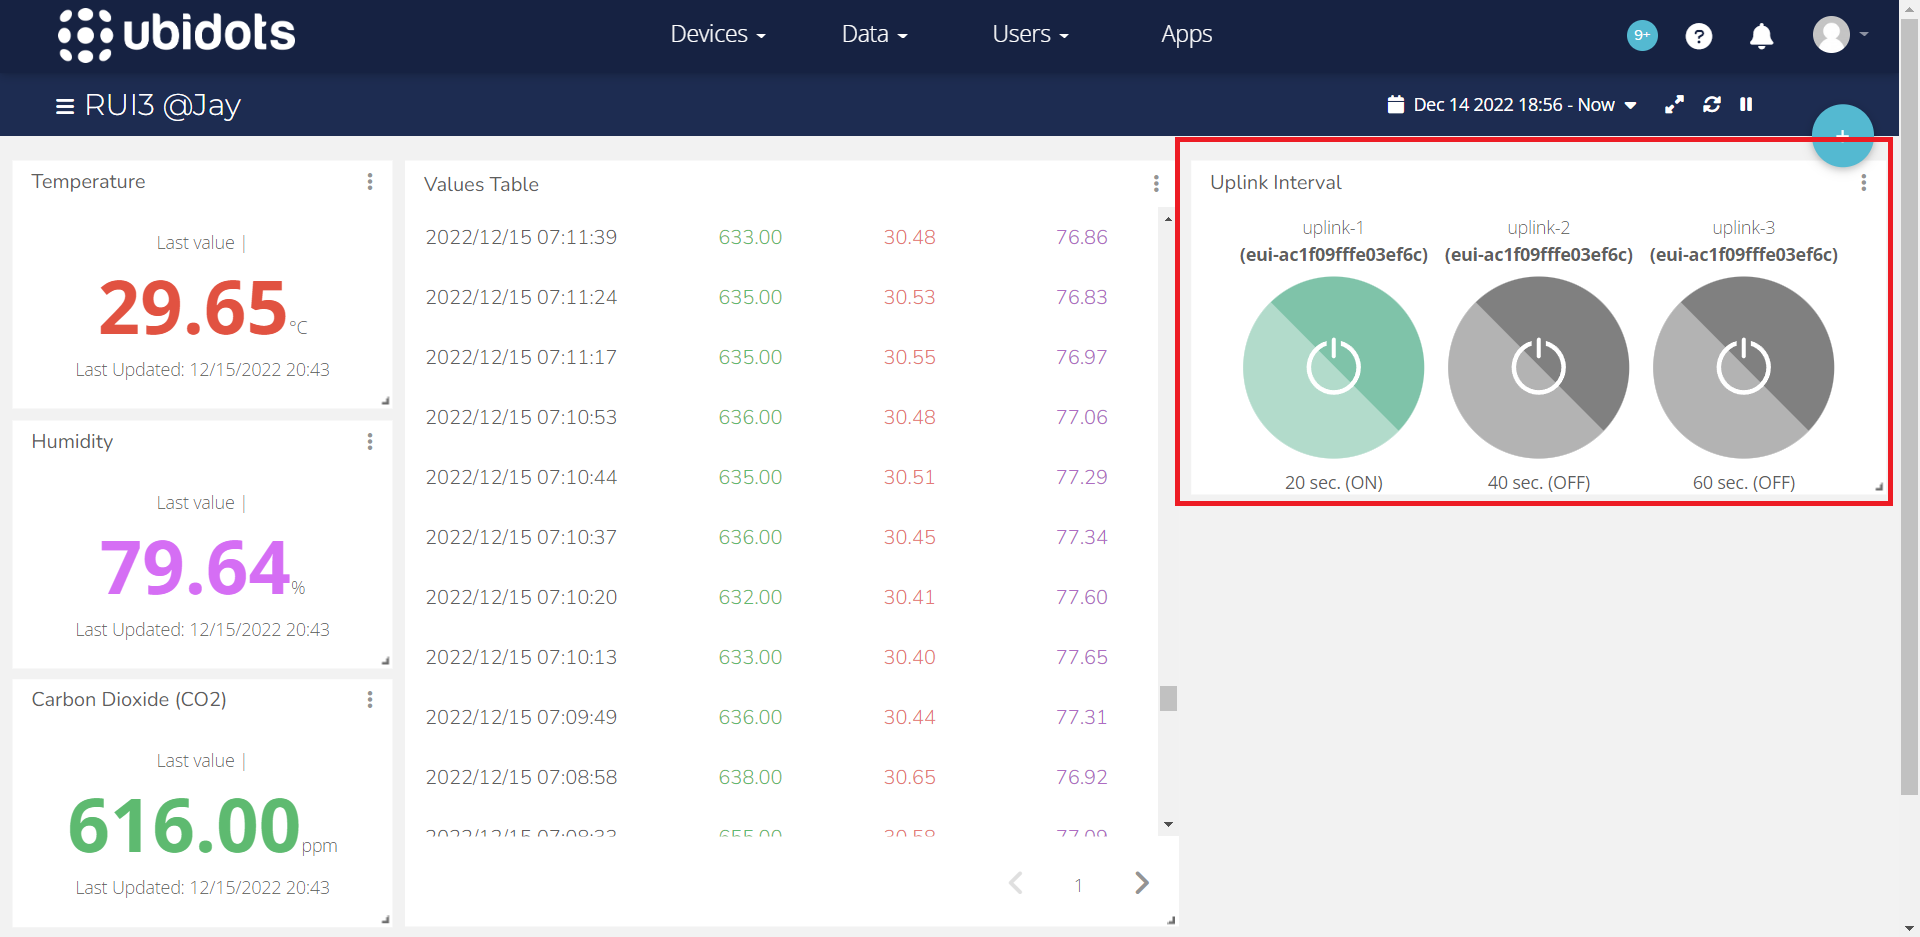 ubidots
Devices
Data
Users
Apps
9+
?
RUI3 @Jay
Dec 14 2022 18:56 - Now
+
Temperature
Last value |
29.65 °C
Last Updated: 12/15/2022 20:43
Humidity
Last value |
79.64 %
Last Updated: 12/15/2022 20:43
Carbon Dioxide (CO2)
Last value |
616.00 ppm
Last Updated: 12/15/2022 20:43
Values Table
2022/12/15 07:11:39 633.00 30.48 76.86
2022/12/15 07:11:24 635.00 30.53 76.83
2022/12/15 07:11:17 635.00 30.55 76.97
2022/12/15 07:10:53 636.00 30.48 77.06
2022/12/15 07:10:44 635.00 30.51 77.29
2022/12/15 07:10:37 636.00 30.45 77.34
2022/12/15 07:10:20 632.00 30.41 77.60
2022/12/15 07:10:13 633.00 30.40 77.65
2022/12/15 07:09:49 636.00 30.44 77.31
2022/12/15 07:08:58 638.00 30.65 76.92
1
Uplink Interval
uplink-1
(eui-ac1f09fffe03ef6c)
20 sec. (ON)
uplink-2
(eui-ac1f09fffe03ef6c)
40 sec. (OFF)
uplink-3
(eui-ac1f09fffe03ef6c)
60 sec. (OFF)